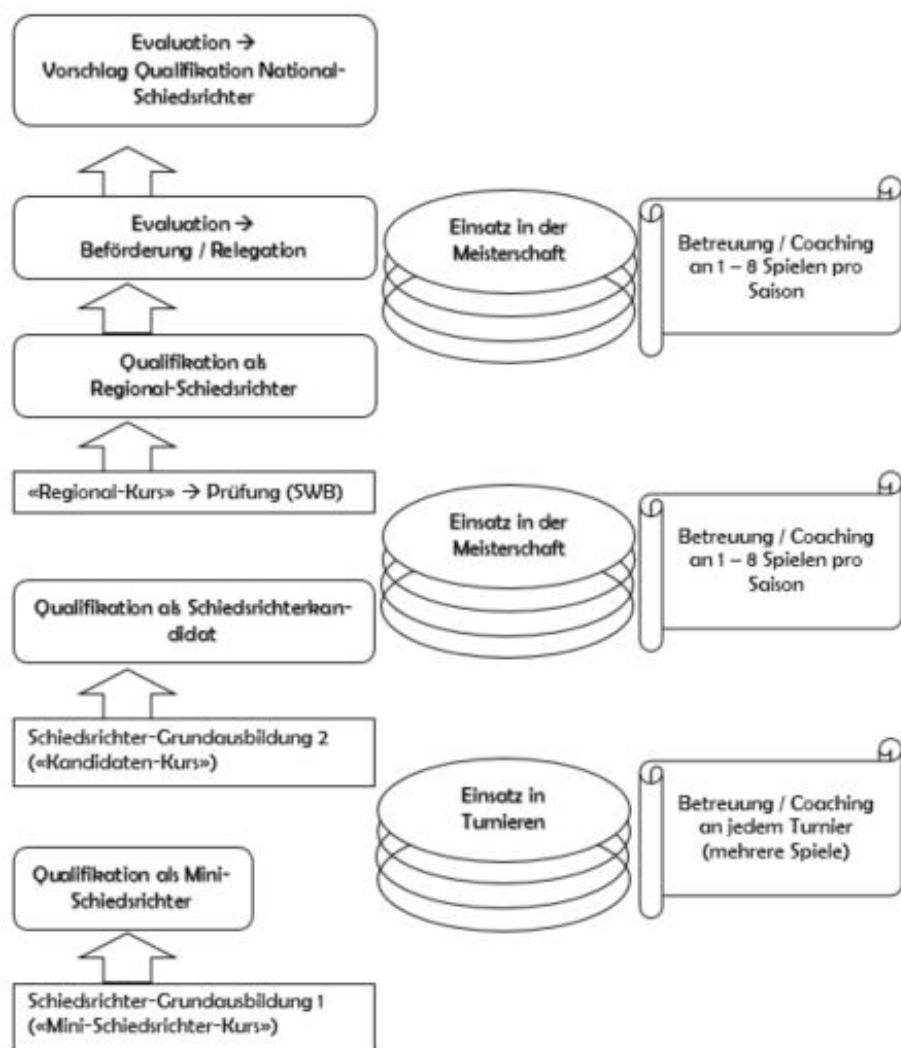 Evaluation →
Vorschlag Qualifikation National-
Schiedsrichter
Evaluation →
Beförderung / Relegation
Einsatz in der
Meisterschaft
Betreuung / Coaching
an 1 – 8 Spielen pro
Saison
Qualifikation als
Regional-Schiedsrichter
«Regional-Kurs» → Prüfung (SWB)
Einsatz in der
Meisterschaft
Betreuung / Coaching
an 1 – 8 Spielen pro
Saison
Qualifikation als Schiedsrichterkan-
didat
Schiedsrichter-Grundausbildung 2
(«Kandidaten-Kurs»)
Einsatz in
Turnieren
Betreuung / Coaching
an jedem Turnier
(mehrere Spiele)
Qualifikation als Mini-
Schiedsrichter
Schiedsrichter-Grundausbildung 1
(«Mini-Schiedsrichter-Kurs»)